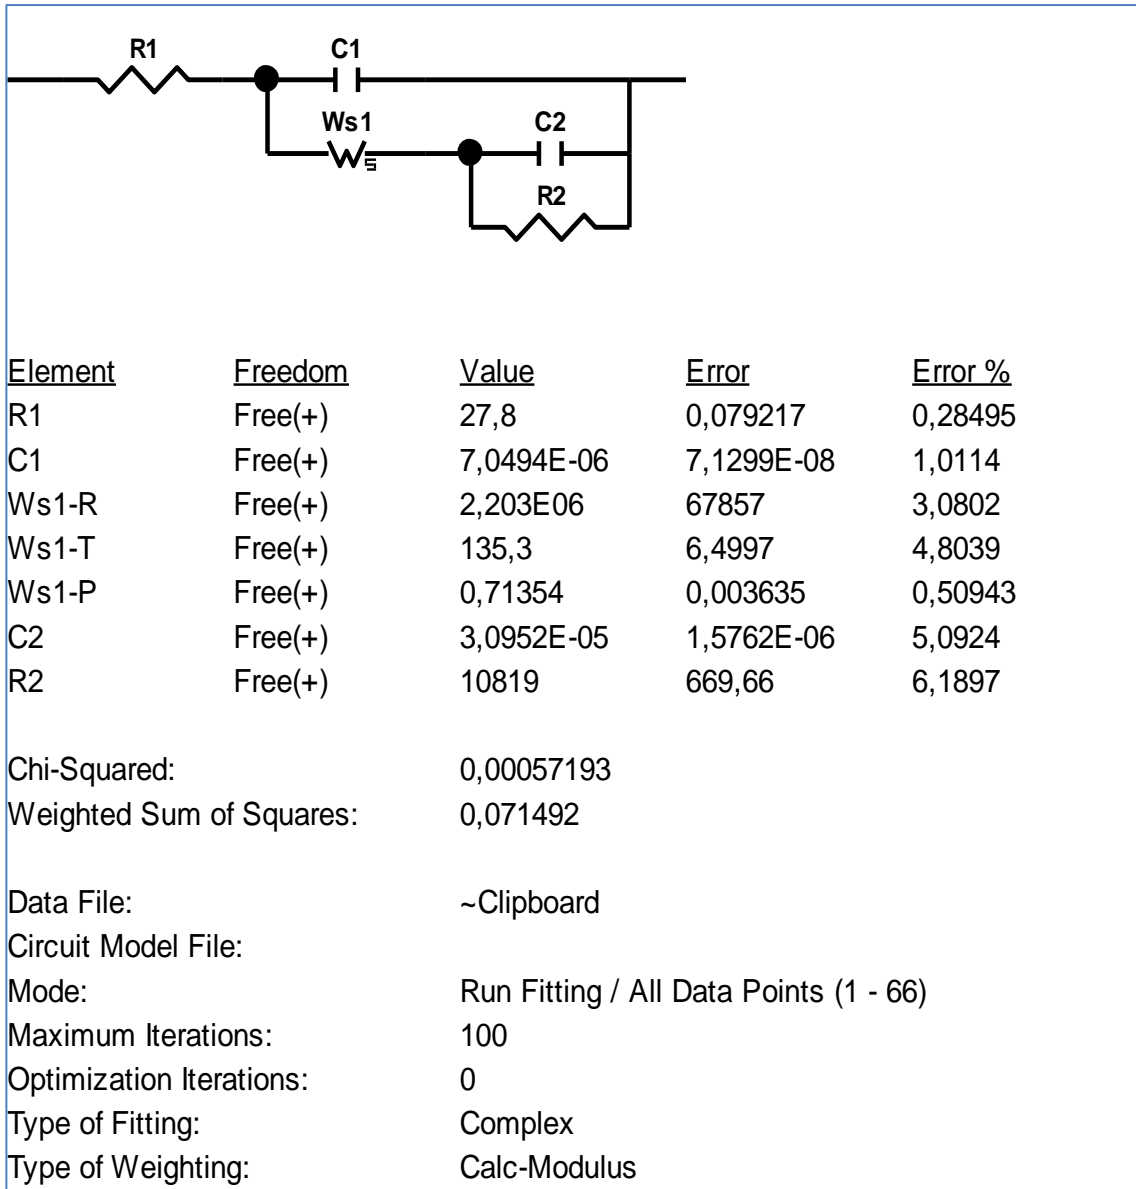 R1 C1
Ws1 C2
s
R2
Element Freedom Value Error Error %
R1 Free(+) 27,8 0,079217 0,28495
C1 Free(+) 7,0494E-06 7,1299E-08 1,0114
Ws1-R Free(+) 2,203E06 67857 3,0802
Ws1-T Free(+) 135,3 6,4997 4,8039
Ws1-P Free(+) 0,71354 0,003635 0,50943
C2 Free(+) 3,0952E-05 1,5762E-06 5,0924
R2 Free(+) 10819 669,66 6,1897
Chi-Squared: 0,00057193
Weighted Sum of Squares: 0,071492
Data File: ~Clipboard
Circuit Model File:
Mode: Run Fitting / All Data Points (1 - 66)
Maximum Iterations: 100
Optimization Iterations: 0
Type of Fitting: Complex
Type of Weighting: Calc-Modulus